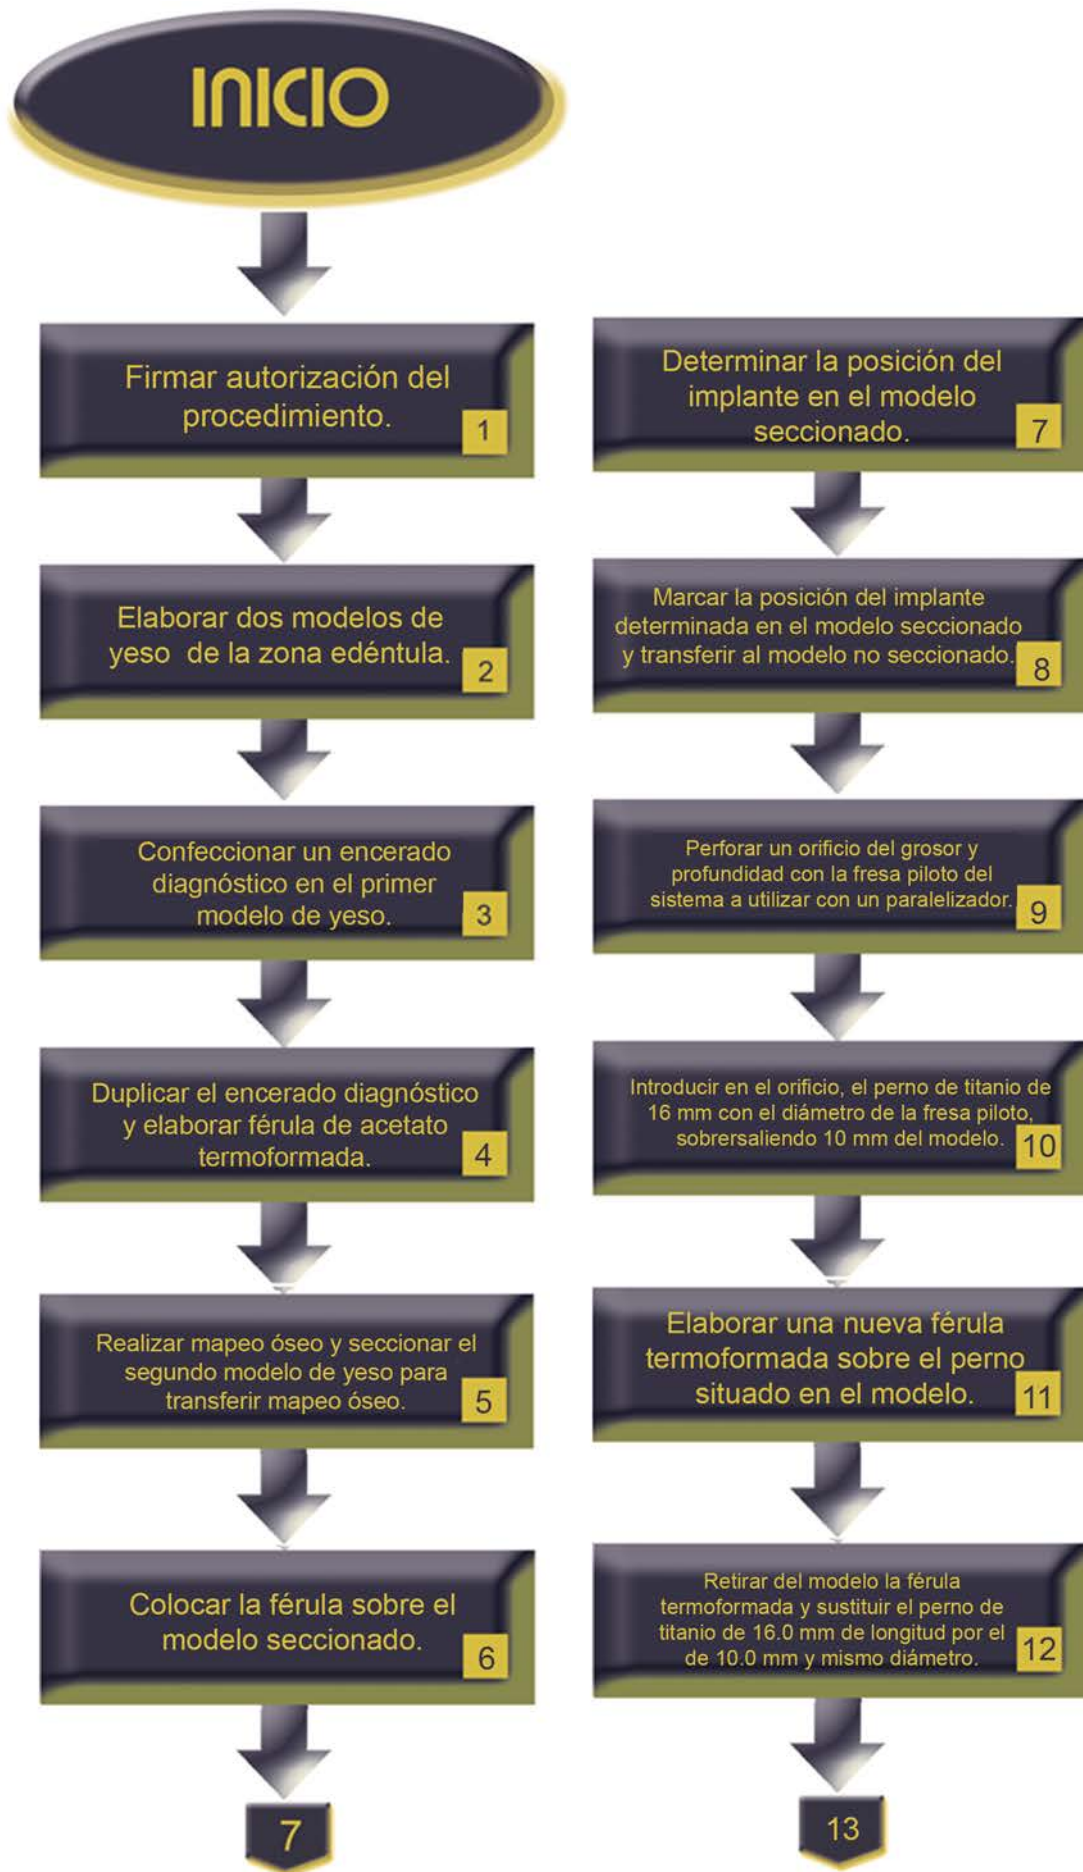 INICIO
Firmar autorización del
procedimiento.
1
Elaborar dos modelos de
yeso de la zona edéntula.
2
Confeccionar un encerado
diagnóstico en el primer
modelo de yeso.
3
Duplicar el encerado diagnóstico
y elaborar férula de acetato
termoformada.
4
Realizar mapeo óseo y seccionar el
segundo modelo de yeso para
transferir mapeo óseo.
5
Colocar la férula sobre el
modelo seccionado.
6
7
Determinar la posición del
implante en el modelo
seccionado.
7
Marcar la posición del implante
determinada en el modelo seccionado
y transferir al modelo no seccionado.
8
Perforar un orificio del grosor y
profundidad con la fresa piloto del
sistema a utilizar con un paralelizador.
9
Introducir en el orificio, el perno de titanio de
16 mm con el diámetro de la fresa piloto,
sobrersaliendo 10 mm del modelo.
10
Elaborar una nueva férula
termoformada sobre el perno
situado en el modelo.
11
Retirar del modelo la férula
termoformada y sustituir el perno de
titanio de 16.0 mm de longitud por el
de 10.0 mm y mismo diámetro.
12
13